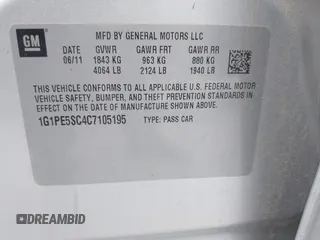 GM
MFD BY GENERAL MOTORS LLC
DATE GVWR GAWR FRT GAWR RR
06/11 1843 KG 963 KG 880 KG
4064 LB 2124 LB 1940 LB
THIS VEHICLE CONFORMS TO ALL APPLICABLE U.S. FEDERAL MOTOR
VEHICLE SAFETY, BUMPER, AND THEFT PREVENTION STANDARDS IN
EFFECT ON THE DATE OF MANUFACTURE SHOWN ABOVE.
1G1PE5SC4C7105195 TYPE: PASS CAR
DREAMBID